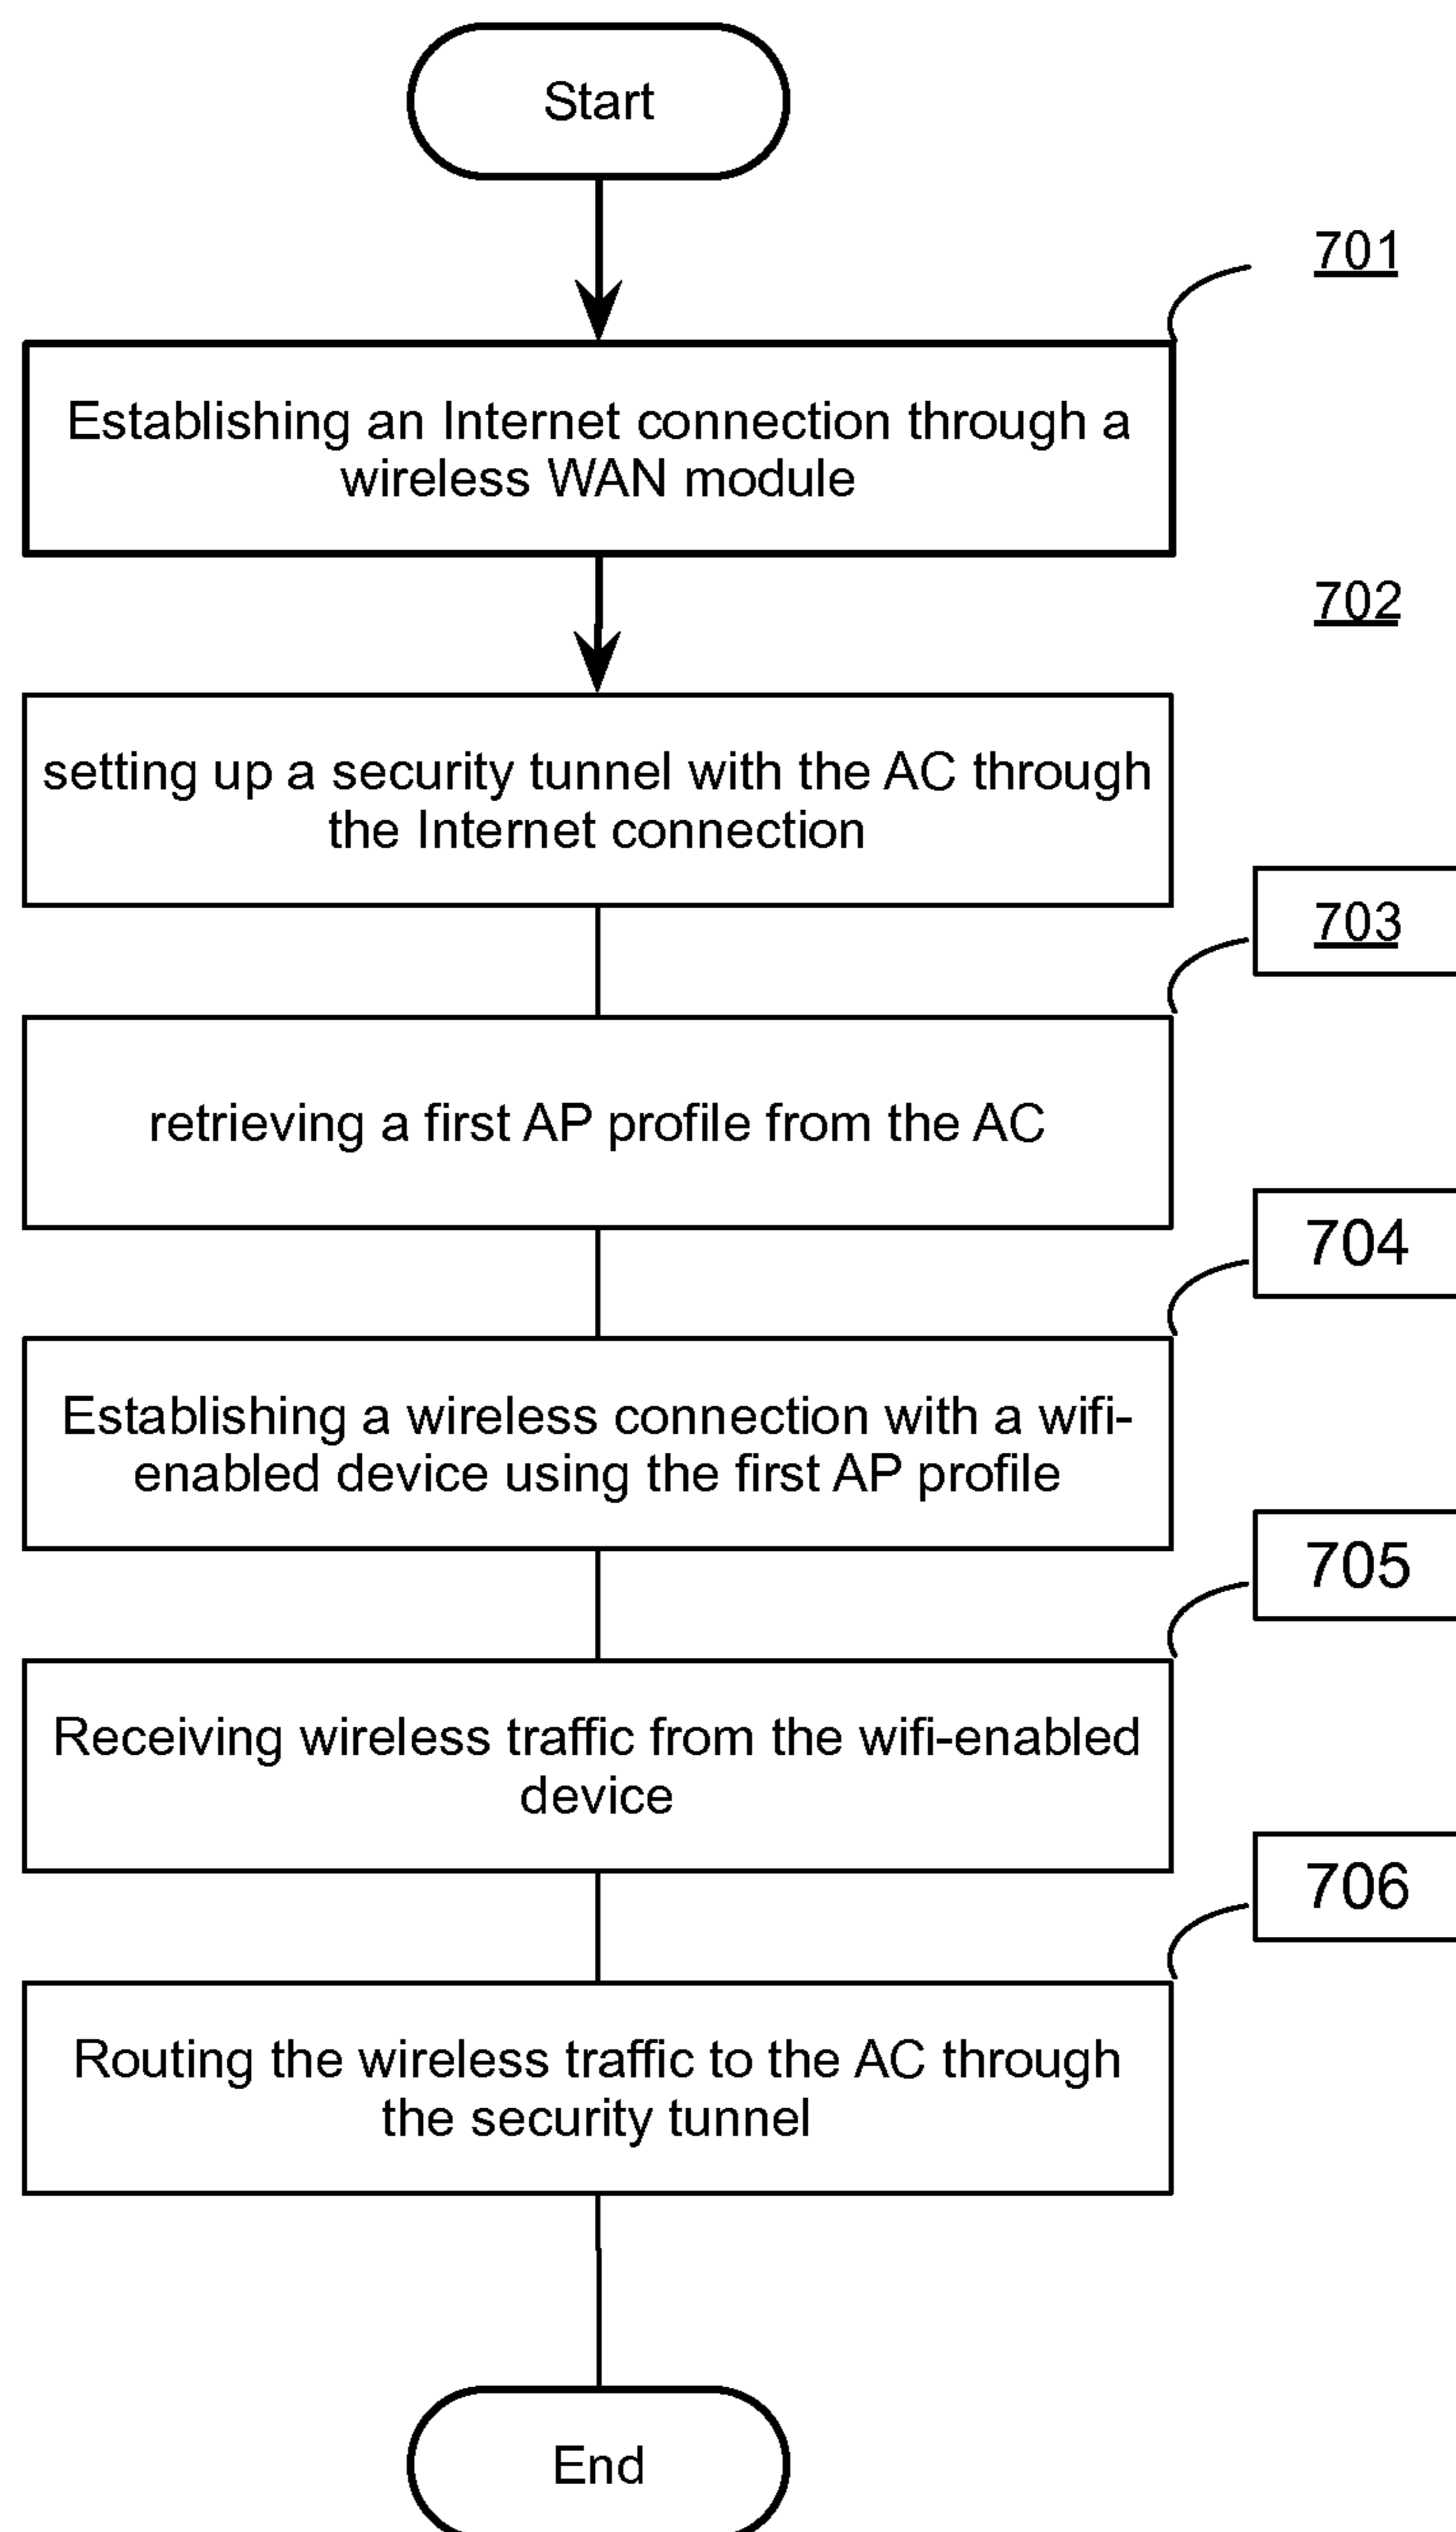 Start
701
Establishing an Internet connection through a
wireless WAN module
702
setting up a security tunnel with the AC through
the Internet connection
703
retrieving a first AP profile from the AC
704
Establishing a wireless connection with a wifi-
enabled device using the first AP profile
705
Receiving wireless traffic from the wifi-enabled
device
706
Routing the wireless traffic to the AC through
the security tunnel
End